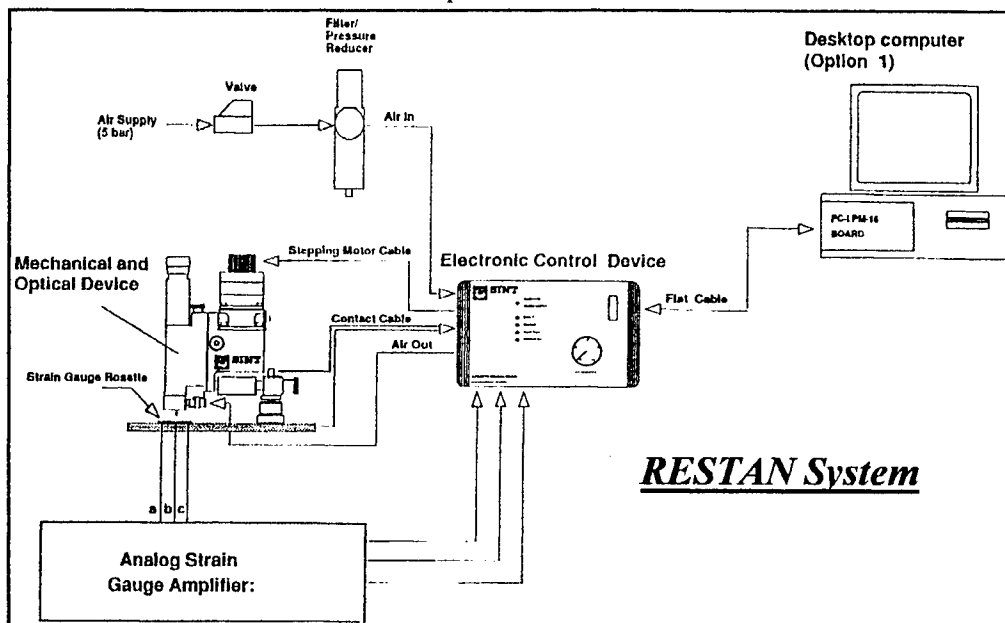 Filter/
Pressure
Reducer
Desktop computer
(Option 1)
Valve
Air Supply
(5 bar)
Air In
PC-LPM-16
BOARD
Stepping Motor Cable
Electronic Control Device
Mechanical and
Optical Device
SINT
Flat Cable
Contact Cable
SINT
Air Out
Strain Gauge Rosette
RESTAN System
a b c
Analog Strain
Gauge Amplifier: